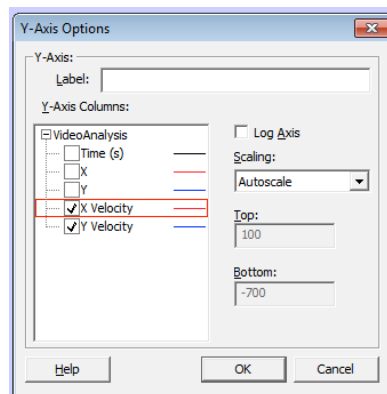 Y-Axis Options
Y-Axis:
Label:
Y-Axis Columns:
VideoAnalysis
Time (s)
X
Y
X Velocity
Y Velocity
Log Axis
Scaling:
Autoscale
Top:
100
Bottom:
-700
Help
OK
Cancel